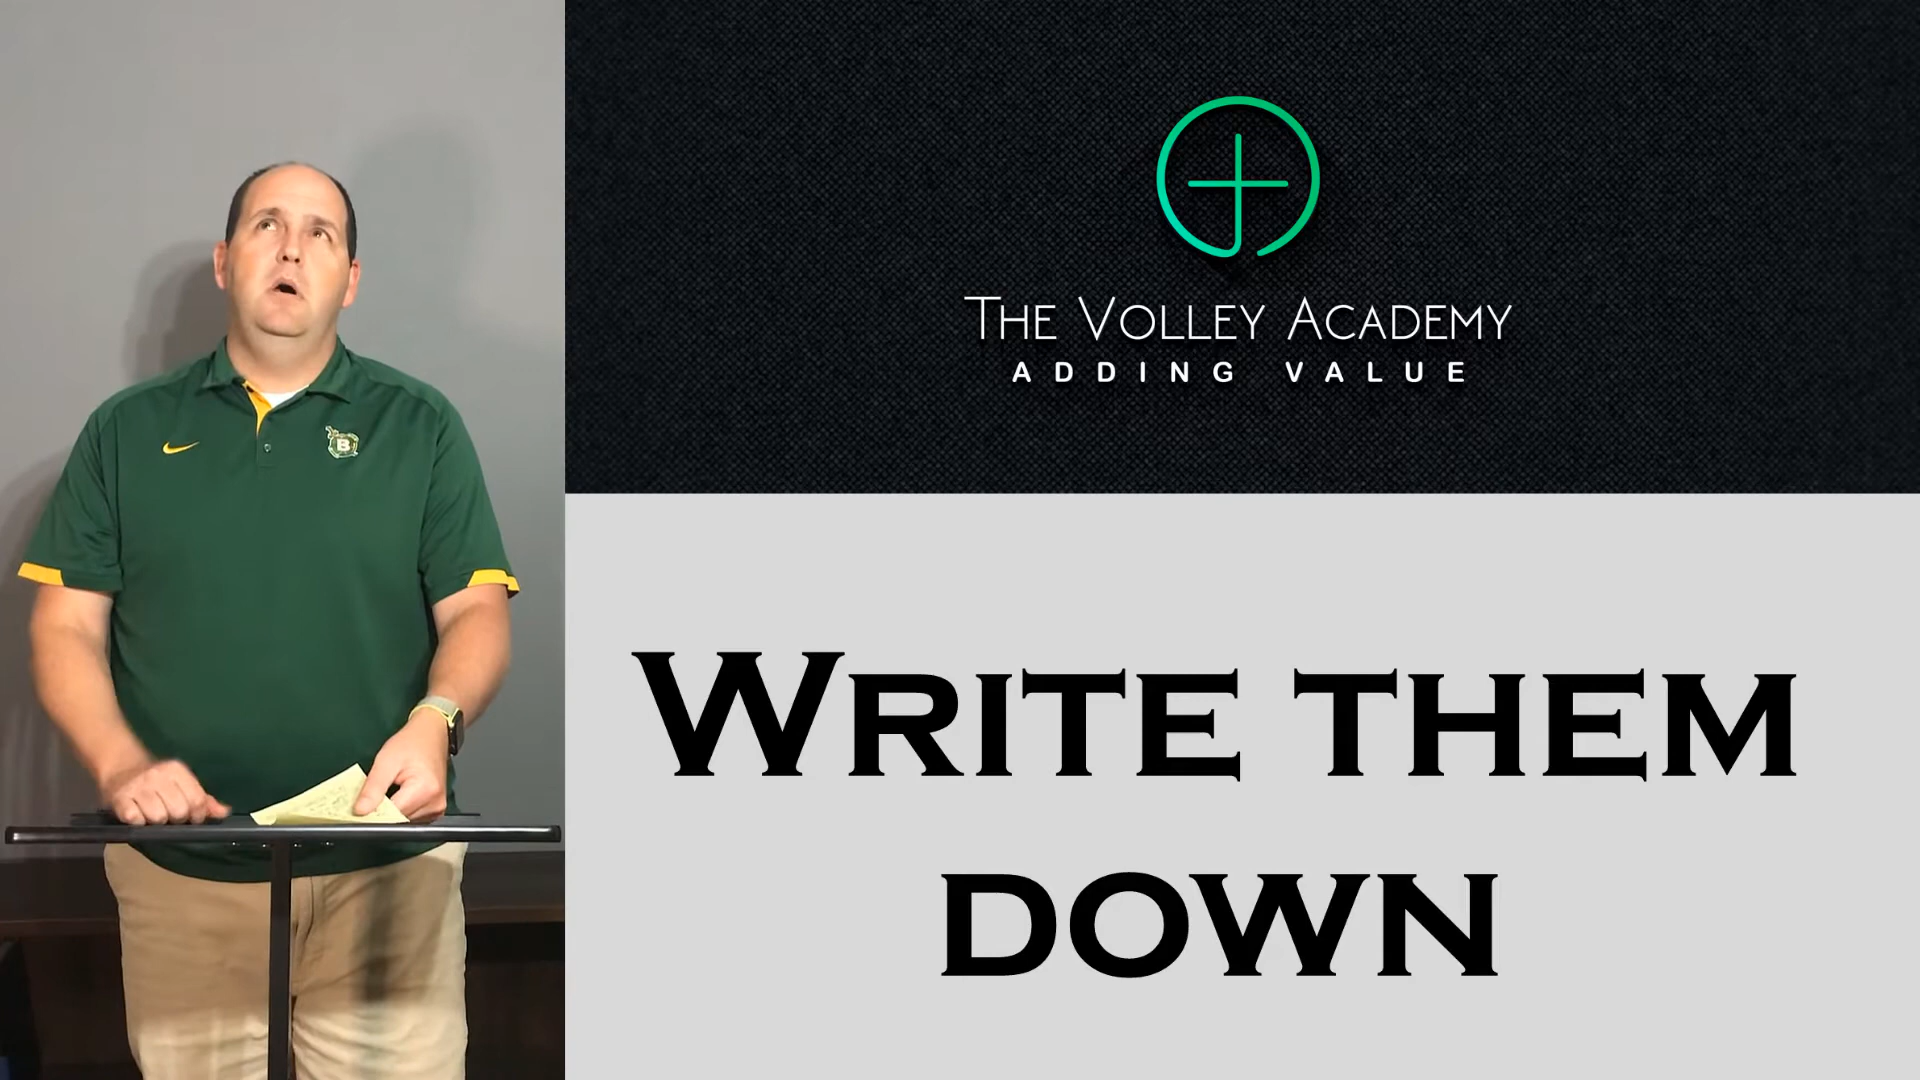 B
THE VOLLEY ACADEMY
ADDING VALUE
WRITE THEM
DOWN